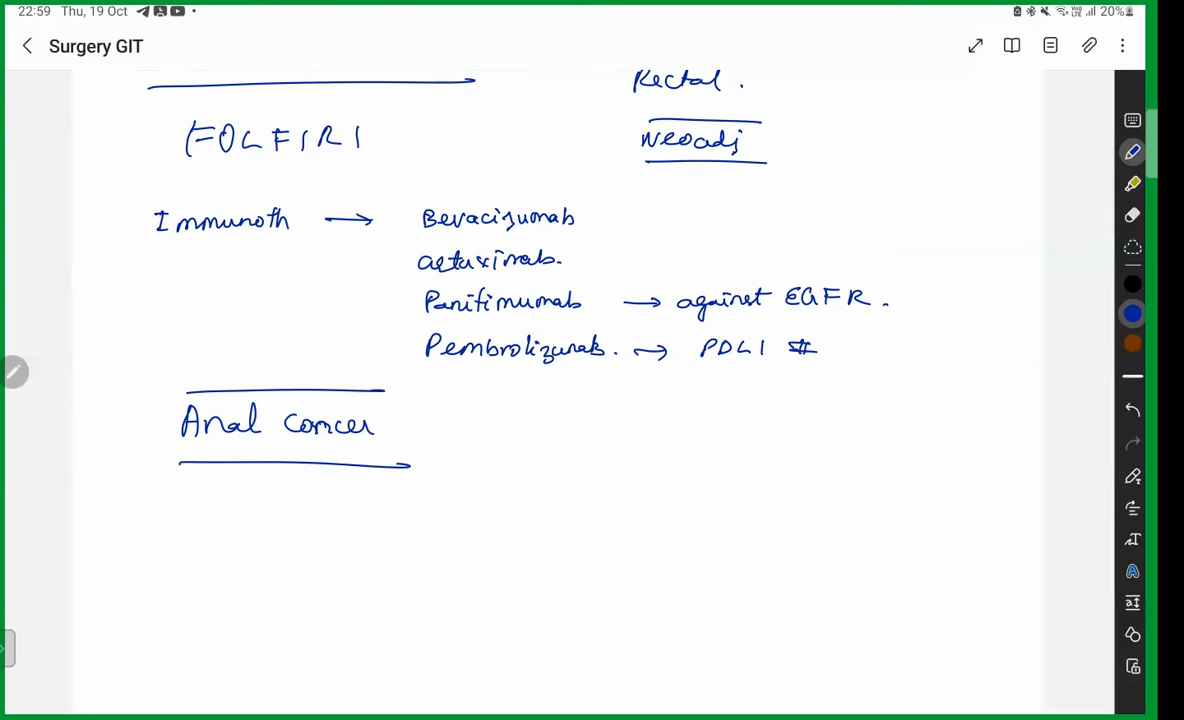 22:59 Thu, 19 Oct 20%
Surgery GIT
Rectal.
FOLFIRI
Neoadj
Immunoth → Bevacizumab
cetuximab.
Panitimumab → against EGFR.
Pembrolizumab. → PDL1
Anal cancer